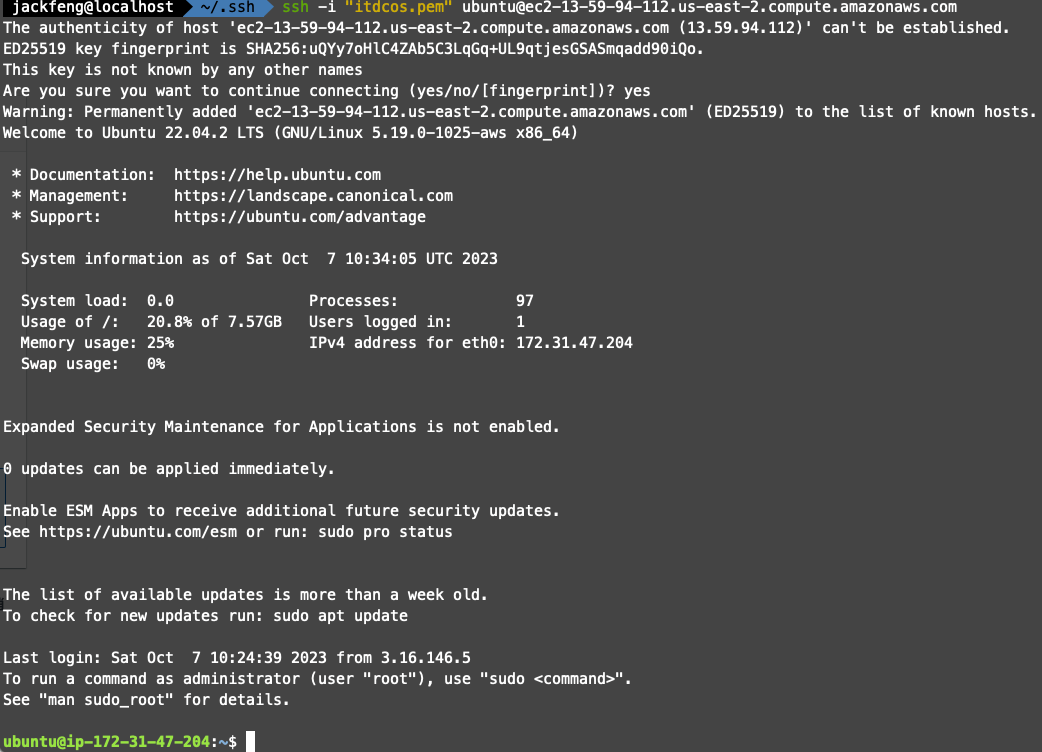 jackfeng@localhost ~/.ssh ssh -i "itdcos.pem" ubuntu@ec2-13-59-94-112.us-east-2.compute.amazonaws.com
The authenticity of host 'ec2-13-59-94-112.us-east-2.compute.amazonaws.com (13.59.94.112)' can't be established.
ED25519 key fingerprint is SHA256:uQYy7oHlC4ZAb5C3LqGq+UL9qtjesGSASmqadd90iQo.
This key is not known by any other names
Are you sure you want to continue connecting (yes/no/[fingerprint])? yes
Warning: Permanently added 'ec2-13-59-94-112.us-east-2.compute.amazonaws.com' (ED25519) to the list of known hosts.
Welcome to Ubuntu 22.04.2 LTS (GNU/Linux 5.19.0-1025-aws x86_64)
* Documentation:  https://help.ubuntu.com
* Management:     https://landscape.canonical.com
* Support:        https://ubuntu.com/advantage
System information as of Sat Oct  7 10:34:05 UTC 2023
System load:  0.0               Processes:             97
Usage of /:   20.8% of 7.57GB   Users logged in:       1
Memory usage: 25%               IPv4 address for eth0: 172.31.47.204
Swap usage:   0%
Expanded Security Maintenance for Applications is not enabled.
0 updates can be applied immediately.
Enable ESM Apps to receive additional future security updates.
See https://ubuntu.com/esm or run: sudo pro status
The list of available updates is more than a week old.
To check for new updates run: sudo apt update
Last login: Sat Oct  7 10:24:39 2023 from 3.16.146.5
To run a command as administrator (user "root"), use "sudo <command>".
See "man sudo_root" for details.
ubuntu@ip-172-31-47-204:~$